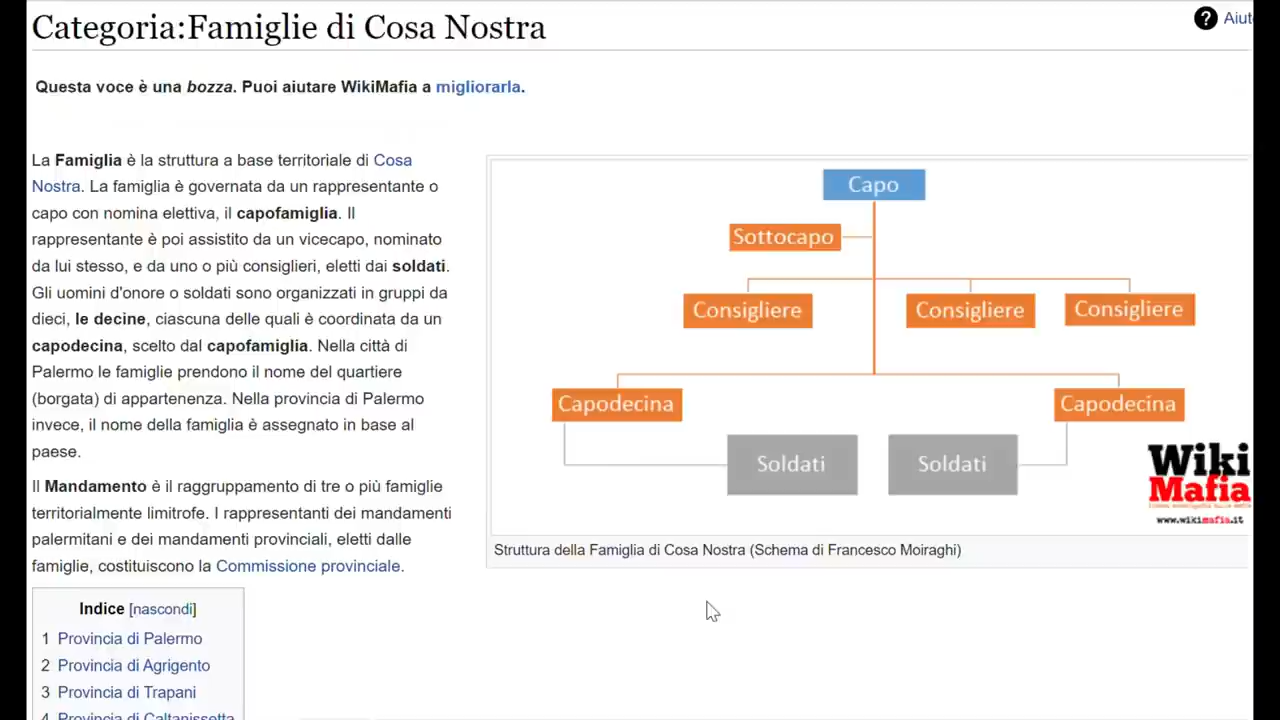 Categoria:Famiglie di Cosa Nostra
?
Questa voce è una bozza. Puoi aiutare WikiMafia a migliorarla.
La Famiglia è la struttura a base territoriale di Cosa
Nostra. La famiglia è governata da un rappresentante o
capo con nomina elettiva, il capofamiglia. Il
rappresentante è poi assistito da un vicecapo, nominato
da lui stesso, e da uno o più consiglieri, eletti dai soldati.
Gli uomini d'onore o soldati sono organizzati in gruppi da
dieci, le decine, ciascuna delle quali è coordinata da un
capodecina, scelto dal capofamiglia. Nella città di
Palermo le famiglie prendono il nome del quartiere
(borgata) di appartenenza. Nella provincia di Palermo
invece, il nome della famiglia è assegnato in base al
paese.
Il Mandamento è il raggruppamento di tre o più famiglie
territorialmente limitrofe. I rappresentanti dei mandamenti
palermitani e dei mandamenti provinciali, eletti dalle
famiglie, costituiscono la Commissione provinciale.
Capo
Sottocapo
Consigliere
Consigliere
Consigliere
Capodecina
Capodecina
Soldati
Soldati
Wiki
Mafia
www.wikimafia.it
Struttura della Famiglia di Cosa Nostra (Schema di Francesco Moiraghi)
Indice [nascondi]
1 Provincia di Palermo
2 Provincia di Agrigento
3 Provincia di Trapani
4 Provincia di Caltanissetta